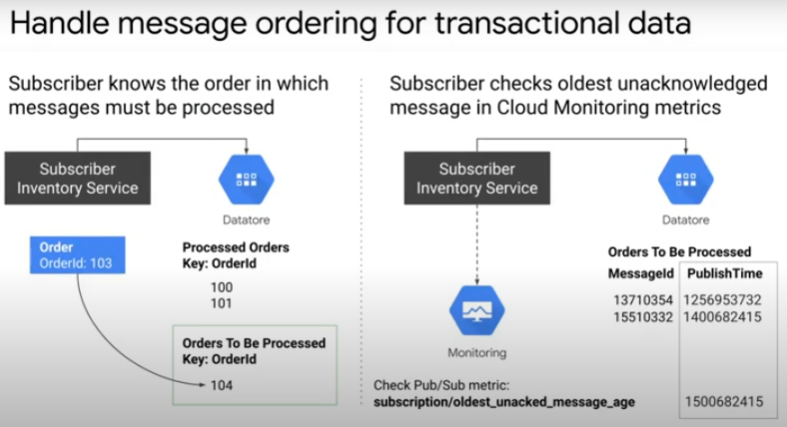 Handle message ordering for transactional data
Subscriber knows the order in which
messages must be processed
Subscriber
Inventory Service
Datatore
Order
OrderId: 103
Processed Orders
Key: OrderId
100
101
Orders To Be Processed
Key: OrderId
104
Subscriber checks oldest unacknowledged
message in Cloud Monitoring metrics
Subscriber
Inventory Service
Datatore
Orders To Be Processed
MessageId PublishTime
13710354 1256953732
15510332 1400682415
Monitoring
Check Pub/Sub metric:
subscription/oldest_unacked_message_age
1500682415